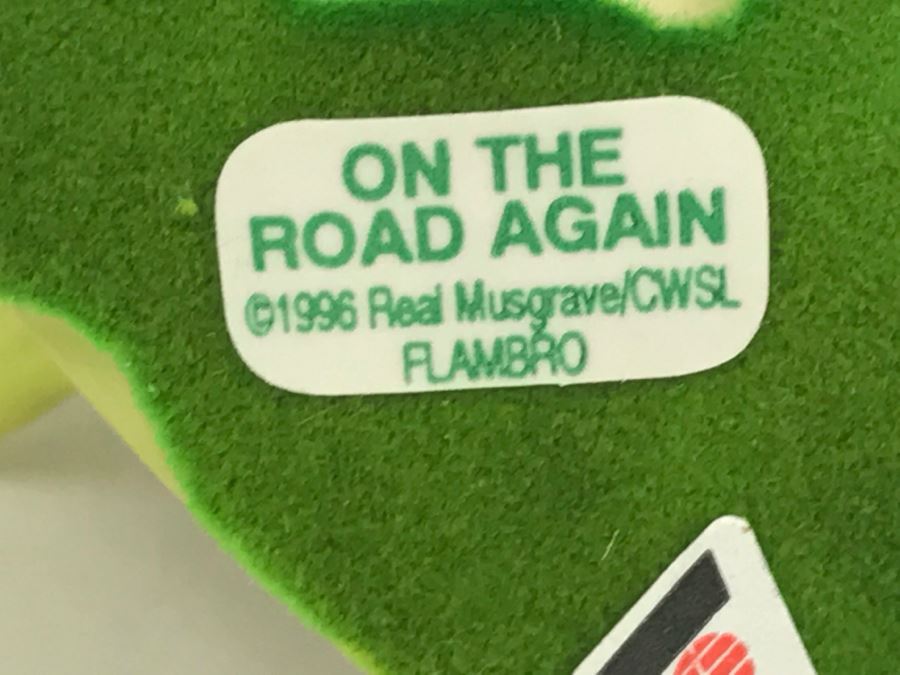 ON THE
ROAD AGAIN
©1996 Real Musgrave/CWSL
FLAMBRO